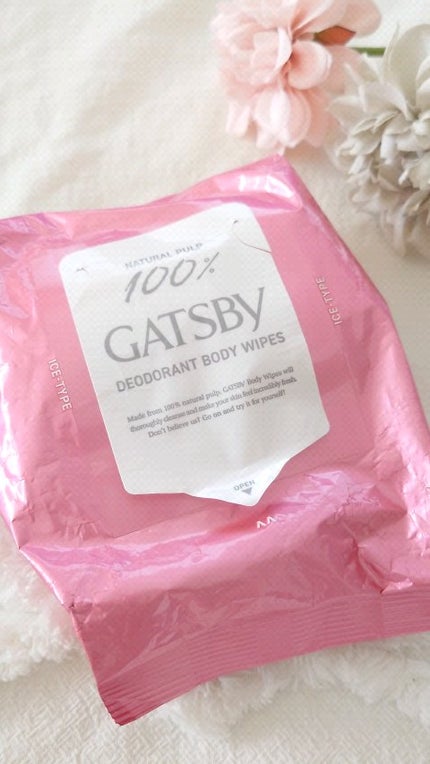 NATURAL PULP
100%
GATSBY
DEODORANT BODY WIPES
Made from 100% natural pulp, GATSBY Body Wipes will
thoroughly cleanse and make your skin feel incredibly fresh.
Don't believe us? Go on and try it for yourself!
OPEN
ICE-TYPE
ICE-TYPE